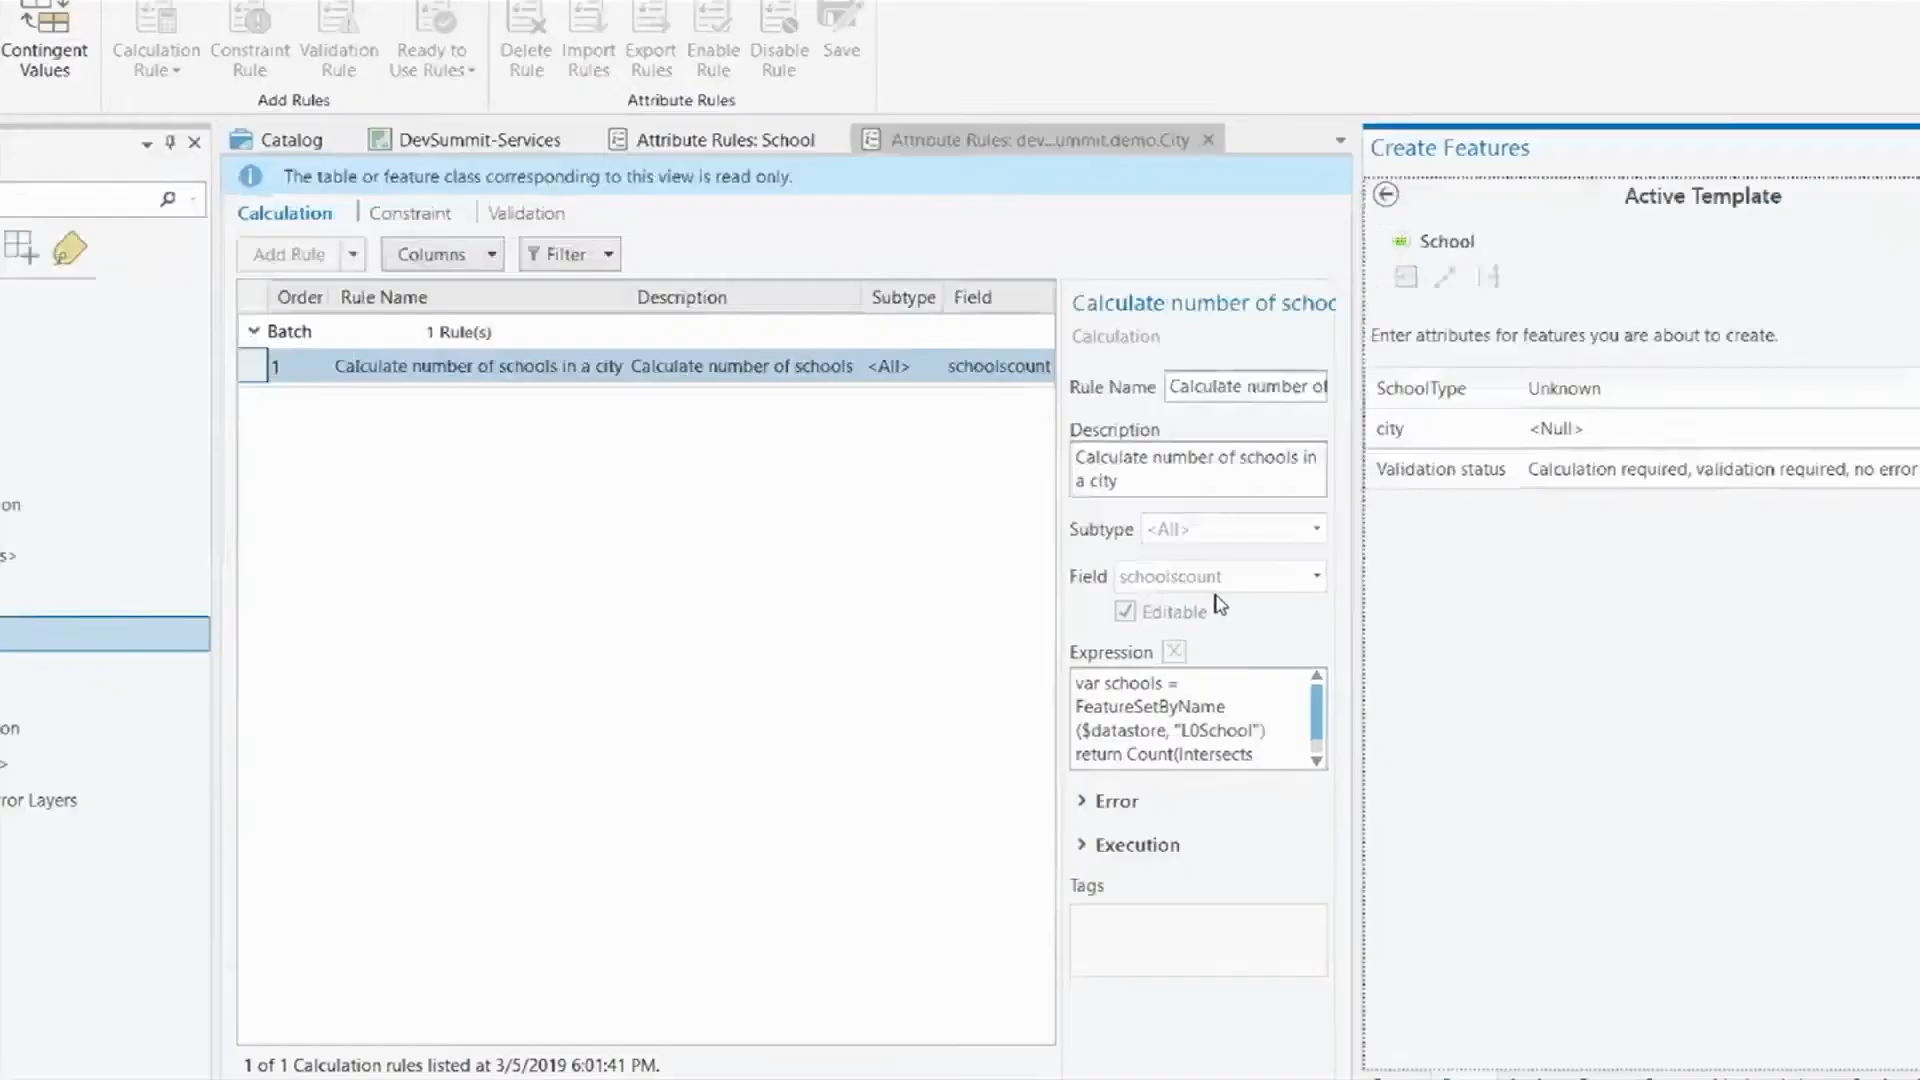 Contingent
Values
Calculation
Rule
Constraint
Rule
Validation
Rule
Ready to
Use Rules
Add Rules
Delete
Rule
Import
Rules
Export
Rules
Enable
Rule
Disable
Rule
Save
Attribute Rules
Catalog
DevSummit-Services
Attribute Rules: School
Attribute Rules: dev...ummit.demo.City
The table or feature class corresponding to this view is read only.
Calculation
Constraint
Validation
Add Rule
Columns
Filter
Order
Rule Name
Description
Subtype
Field
Batch
1 Rule(s)
1
Calculate number of schools in a city
Calculate number of schools
<All>
schoolscount
1 of 1 Calculation rules listed at 3/5/2019 6:01:41 PM.
on
s>
on
>
ror Layers
Calculate number of schoo
Calculation
Rule Name
Calculate number of
Description
Calculate number of schools in
a city
Subtype
<All>
Field
schoolscount
Editable
Expression
var schools =
FeatureSetByName
($datastore, "L0School")
return Count(Intersects
Error
Execution
Tags
Create Features
Active Template
School
Enter attributes for features you are about to create.
SchoolType
Unknown
city
<Null>
Validation status
Calculation required, validation required, no error